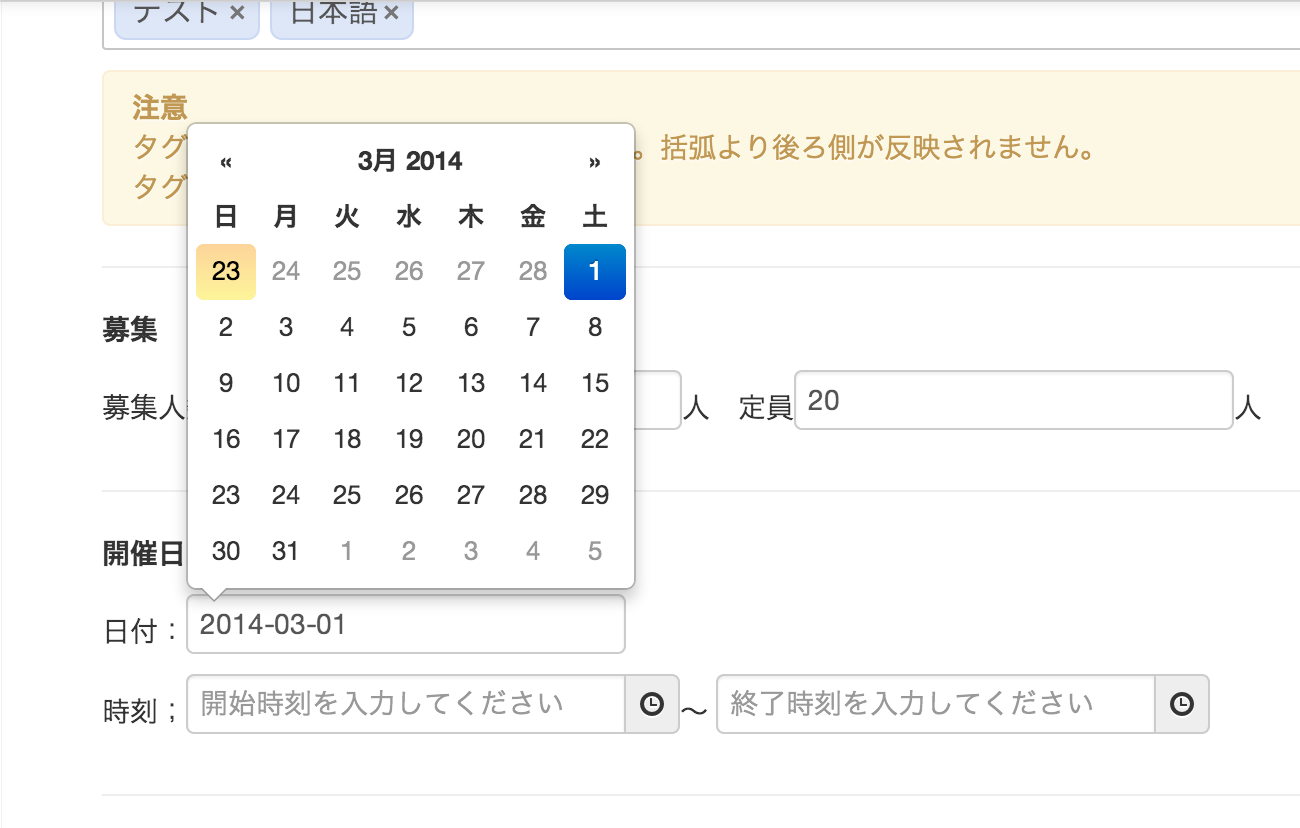 テスト × 日本語 ×
注意
タグ
。括弧より後ろ側が反映されません。
タグ
« 3月 2014 »
日 月 火 水 木 金 土
23 24 25 26 27 28 1
2 3 4 5 6 7 8
9 10 11 12 13 14 15
16 17 18 19 20 21 22
23 24 25 26 27 28 29
30 31 1 2 3 4 5
募集
募集人 人 定員 20 人
開催日
日付：2014-03-01
時刻； 開始時刻を入力してください ～ 終了時刻を入力してください